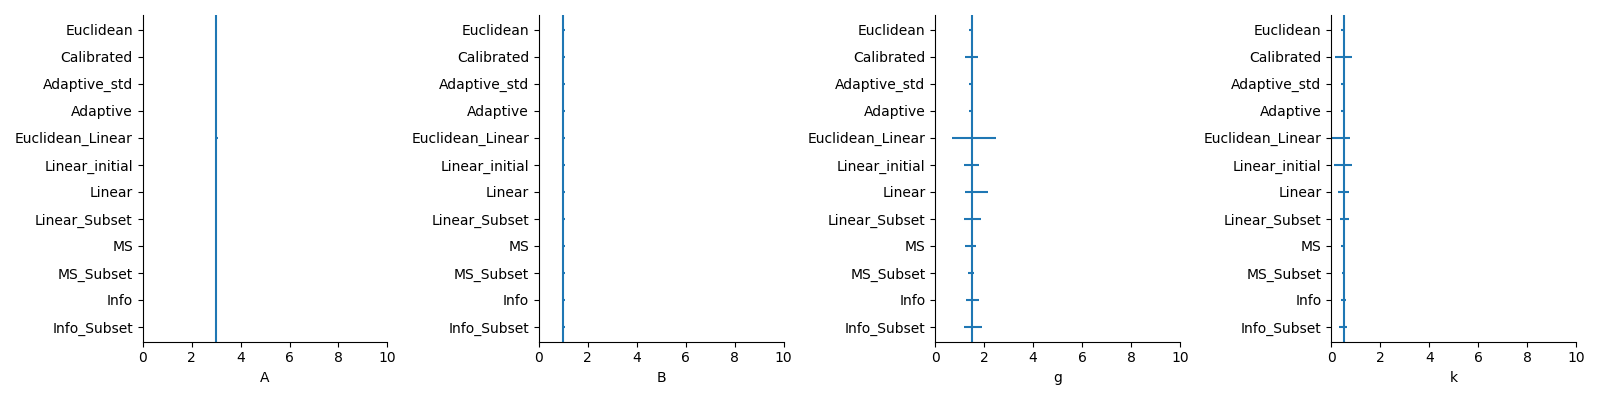 Euclidean
Calibrated
Adaptive_std
Adaptive
Euclidean_Linear
Linear_initial
Linear
Linear_Subset
MS
MS_Subset
Info
Info_Subset
0 2 4 6 8 10
A
Euclidean
Calibrated
Adaptive_std
Adaptive
Euclidean_Linear
Linear_initial
Linear
Linear_Subset
MS
MS_Subset
Info
Info_Subset
0 2 4 6 8 10
B
Euclidean
Calibrated
Adaptive_std
Adaptive
Euclidean_Linear
Linear_initial
Linear
Linear_Subset
MS
MS_Subset
Info
Info_Subset
0 2 4 6 8 10
g
Euclidean
Calibrated
Adaptive_std
Adaptive
Euclidean_Linear
Linear_initial
Linear
Linear_Subset
MS
MS_Subset
Info
Info_Subset
0 2 4 6 8 10
k